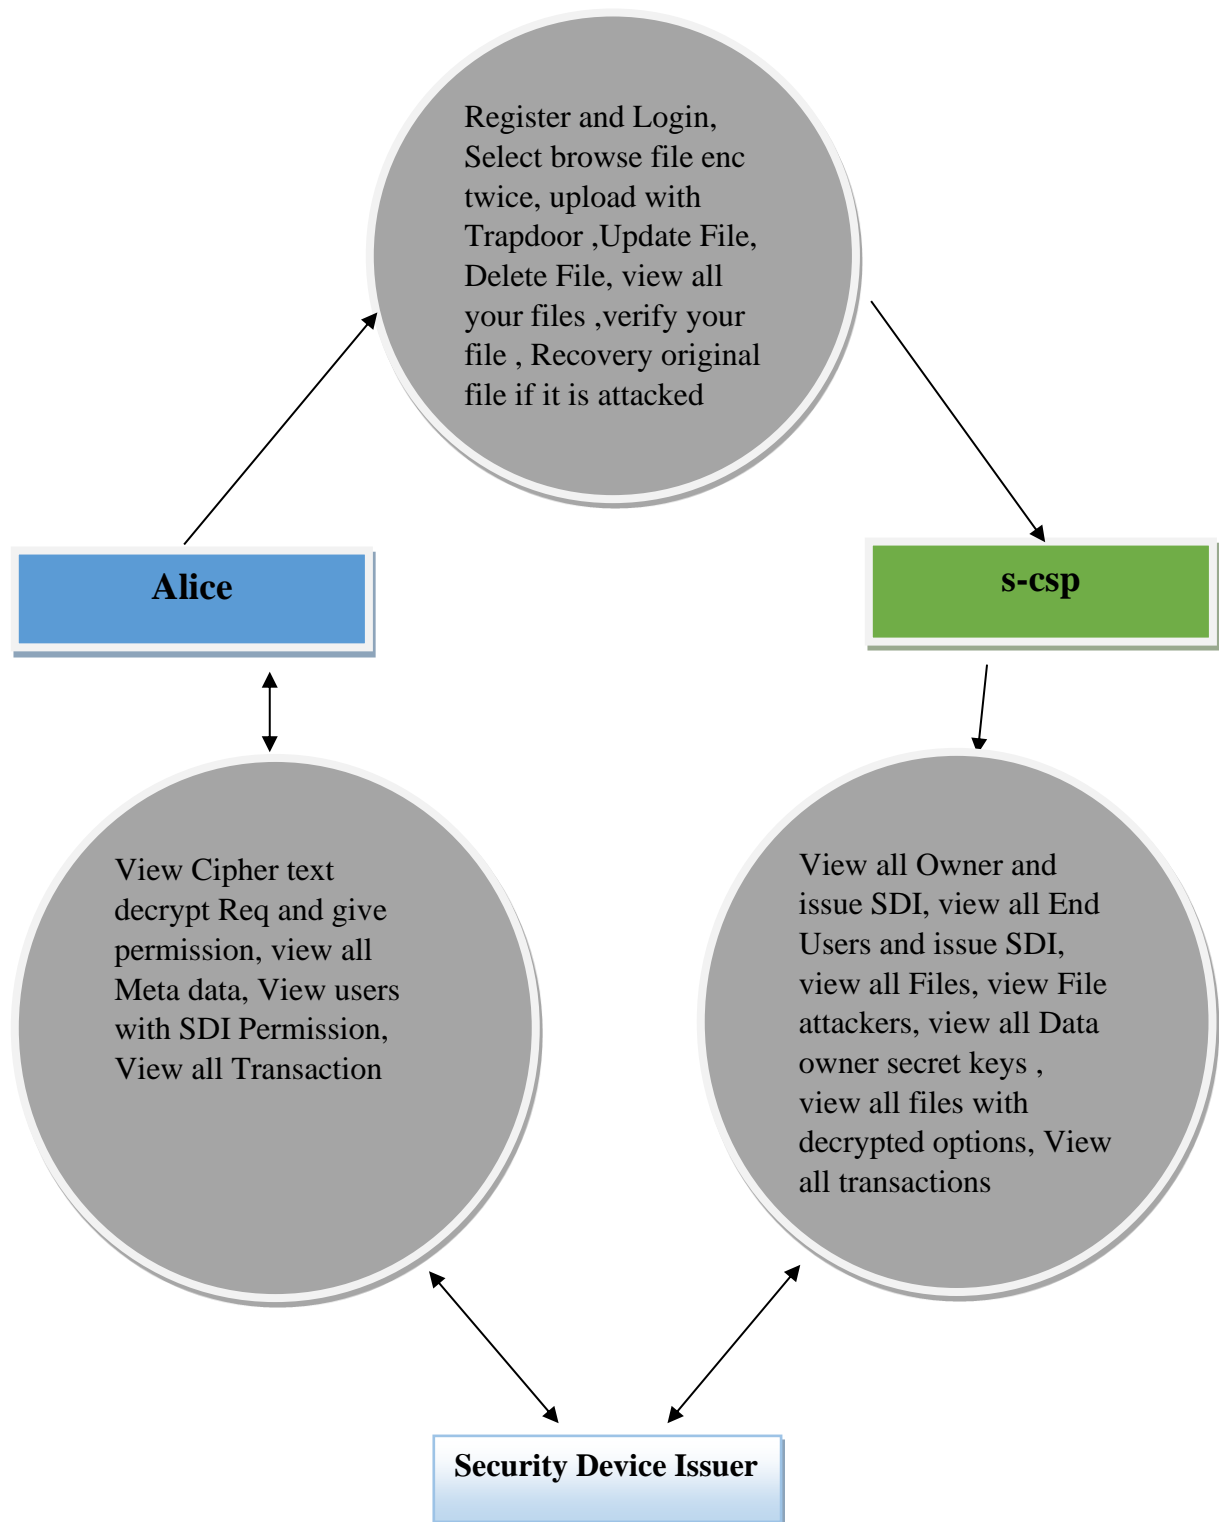 Register and Login,
Select browse file enc
twice, upload with
Trapdoor ,Update File,
Delete File, view all
your files ,verify your
file , Recovery original
file if it is attacked
Alice
s-csp
View Cipher text
decrypt Req and give
permission, view all
Meta data, View users
with SDI Permission,
View all Transaction
View all Owner and
issue SDI, view all End
Users and issue SDI,
view all Files, view File
attackers, view all Data
owner secret keys ,
view all files with
decrypted options, View
all transactions
Security Device Issuer